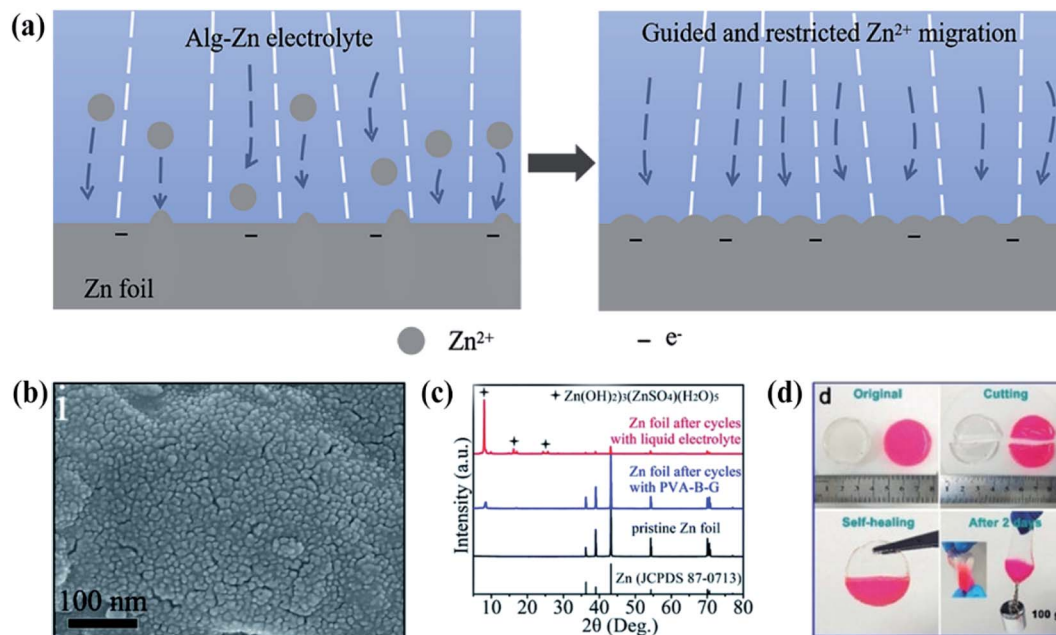 (a)
Alg-Zn electrolyte
Guided and restricted Zn²⁺ migration
Zn foil
Zn²⁺
– e⁻
(b)
i
100 nm
(c)
Intensity (a.u.)
✦ Zn(OH)₂)₃(ZnSO₄)(H₂O)₅
Zn foil after cycles
with liquid electrolyte
Zn foil after cycles
with PVA-B-G
pristine Zn foil
Zn (JCPDS 87-0713)
10 20 30 40 50 60 70 80
2θ (Deg.)
(d)
d
Original
Cutting
Self-healing
After 2 days
100